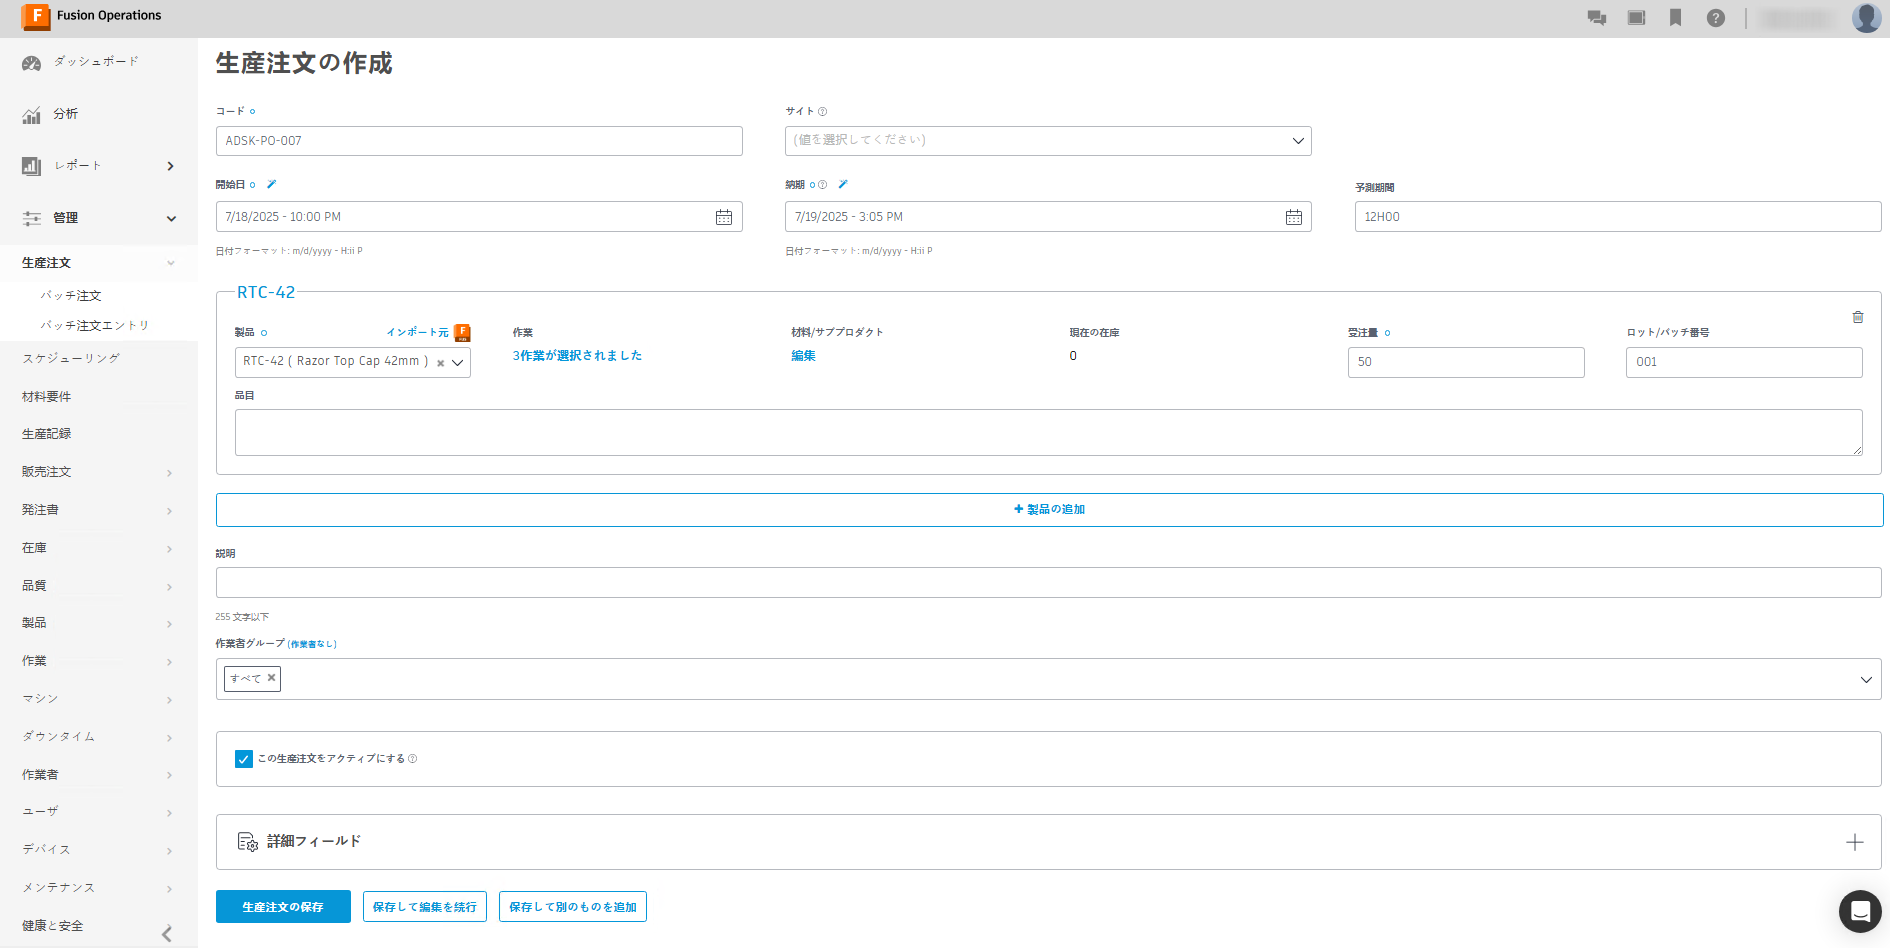 F Fusion Operations
ダッシュボード
分析
レポート
管理
生産注文
バッチ注文
バッチ注文エントリ
スケジューリング
材料要件
生産記録
販売注文
発注書
在庫
品質
製品
作業
マシン
ダウンタイム
作業者
ユーザ
デバイス
メンテナンス
健康と安全
生産注文の作成
コード
サイト
ADSK-PO-007
(値を選択してください)
開始日
納期
予測期間
7/18/2025 - 10:00 PM
7/19/2025 - 3:05 PM
12H00
日付フォーマット: m/d/yyyy - H:ii P
日付フォーマット: m/d/yyyy - H:ii P
RTC-42
製品 インポート元 F
作業
材料/サブプロダクト
現在の在庫
受注量
ロット/バッチ番号
RTC-42 ( Razor Top Cap 42mm )
3作業が選択されました
編集
0
50
001
品目
+ 製品の追加
説明
255 文字以下
作業者グループ (作業者なし)
すべて ×
この生産注文をアクティブにする
詳細フィールド
生産注文の保存
保存して編集を続行
保存して別のものを追加